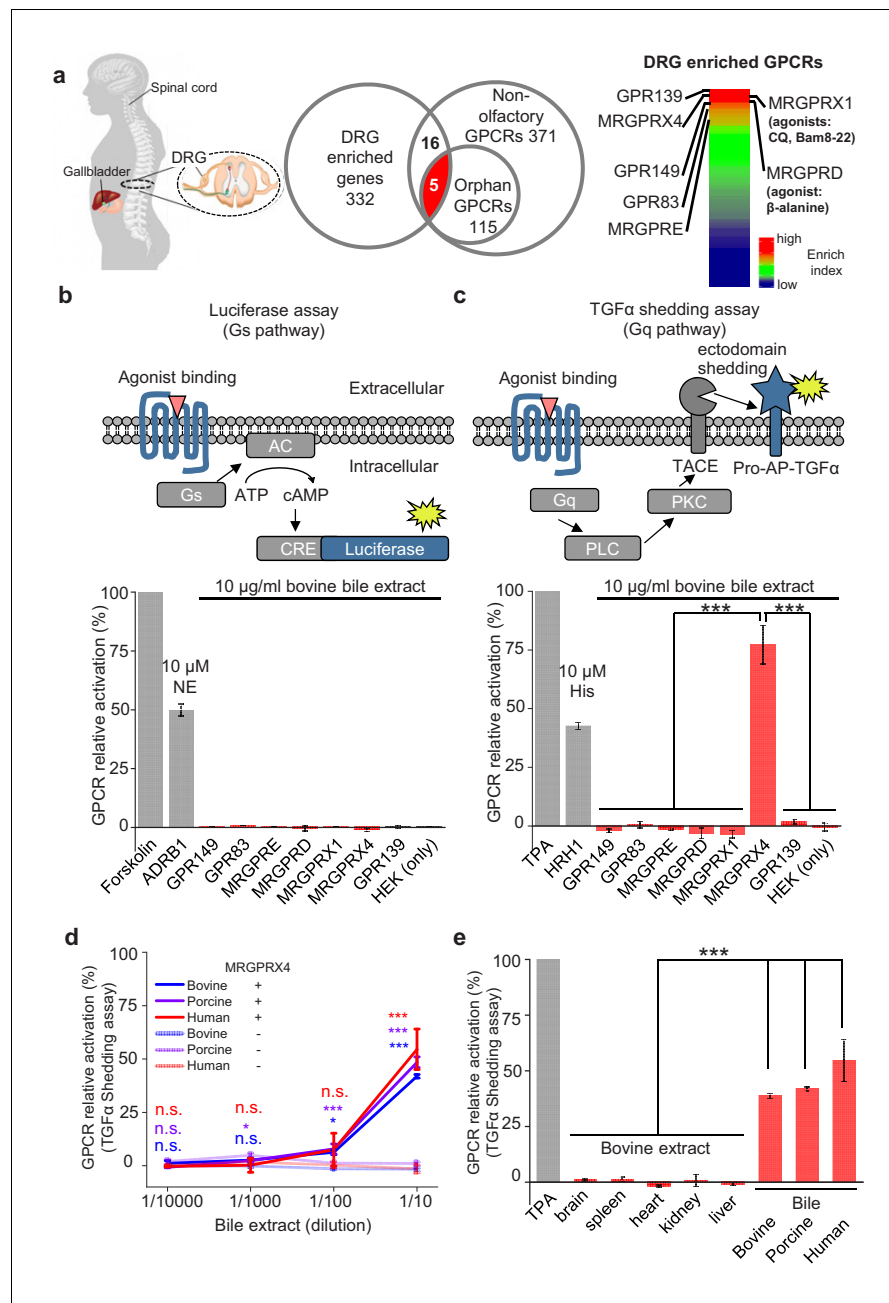 a
Spinal cord
DRG
Gallbladder
DRG
enriched
genes
332
16
5
Non-
olfactory
GPCRs 371
Orphan
GPCRs
115
DRG enriched GPCRs
GPR139
MRGPRX4
GPR149
GPR83
MRGPRE
MRGPRX1
(agonists:
CQ, Bam8-22)
MRGPRD
(agonist:
β-alanine)
high
Enrich
index
low
b
Luciferase assay
(Gs pathway)
Agonist binding
Extracellular
AC
Intracellular
Gs
ATP
cAMP
CRE
Luciferase
10 µg/ml bovine bile extract
GPCR relative activation (%)
100
75
50
25
0
10 µM
NE
Forskolin
ADRB1
GPR149
GPR83
MRGPRE
MRGPRD
MRGPRX1
MRGPRX4
GPR139
HEK (only)
c
TGFα shedding assay
(Gq pathway)
ectodomain
shedding
Agonist binding
TACE
Pro-AP-TGFα
Gq
PKC
PLC
10 µg/ml bovine bile extract
GPCR relative activation (%)
100
75
50
25
0
*** ***
10 µM
His
TPA
HRH1
GPR149
GPR83
MRGPRE
MRGPRD
MRGPRX1
MRGPRX4
GPR139
HEK (only)
d
GPCR relative activation (%)
(TGFα Shedding assay)
100
75
50
25
0
MRGPRX4
Bovine +
Porcine +
Human +
Bovine -
Porcine -
Human -
n.s.
n.s.
n.s.
n.s.
*
n.s.
n.s.
***
*
***
***
***
1/10000
1/1000
1/100
1/10
Bile extract (dilution)
e
GPCR relative activation (%)
(TGFα Shedding assay)
100
75
50
25
0
***
Bovine extract
TPA
brain
spleen
heart
kidney
liver
Bile
Bovine
Porcine
Human